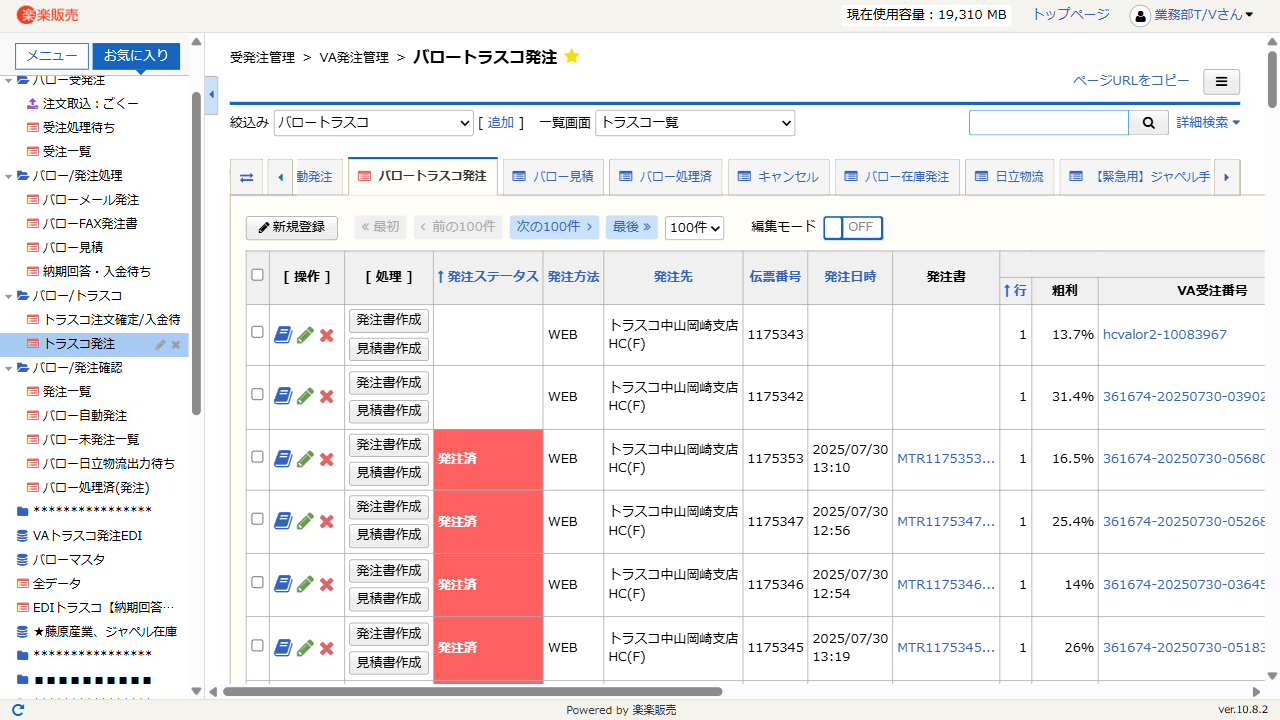 楽楽販売
現在使用容量：19,310 MB
トップページ
業務部T/Vさん
メニュー
お気に入り
バロー受発注
注文取込：ごくー
受注処理待ち
受注一覧
バロー/発注処理
バローメール発注
バローFAX発注書
バロー見積
納期回答・入金待ち
バロー/トラスコ
トラスコ注文確定/入金待
トラスコ発注
バロー/発注確認
発注一覧
バロー自動発注
バロー未発注一覧
バロー日立物流出力待ち
バロー処理済(発注)
****************
VAトラスコ発注EDI
バローマスタ
全データ
EDIトラスコ【納期回答…
★藤原産業、ジャペル在庫
****************
■■■■■■■■■■
受発注管理 > VA発注管理 > バロートラスコ発注
ページURLをコピー
絞込み バロートラスコ [ 追加 ] 一覧画面 トラスコ一覧
詳細検索
動発注
バロートラスコ発注
バロー見積
バロー処理済
キャンセル
バロー在庫発注
日立物流
【緊急用】ジャペル手
新規登録 « 最初 ‹ 前の100件 次の100件 › 最後 » 100件 編集モード OFF
[ 操作 ] [ 処理 ] ↑発注ステータス 発注方法 発注先 伝票番号 発注日時 発注書 ↑行 粗利 VA受注番号
発注書作成
見積書作成
WEB
トラスコ中山岡崎支店
HC(F)
1175343
1
13.7%
hcvalor2-10083967
発注書作成
見積書作成
WEB
トラスコ中山岡崎支店
HC(F)
1175342
1
31.4%
361674-20250730-03902
発注書作成
見積書作成
発注済
WEB
トラスコ中山岡崎支店
HC(F)
1175353
2025/07/30
13:10
MTR1175353...
1
16.5%
361674-20250730-05680
発注書作成
見積書作成
発注済
WEB
トラスコ中山岡崎支店
HC(F)
1175347
2025/07/30
12:56
MTR1175347...
1
25.4%
361674-20250730-05268
発注書作成
見積書作成
発注済
WEB
トラスコ中山岡崎支店
HC(F)
1175346
2025/07/30
12:54
MTR1175346...
1
14%
361674-20250730-03645
発注書作成
見積書作成
発注済
WEB
トラスコ中山岡崎支店
HC(F)
1175345
2025/07/30
13:19
MTR1175345...
1
26%
361674-20250730-05183
Powered by 楽楽販売
ver.10.8.2